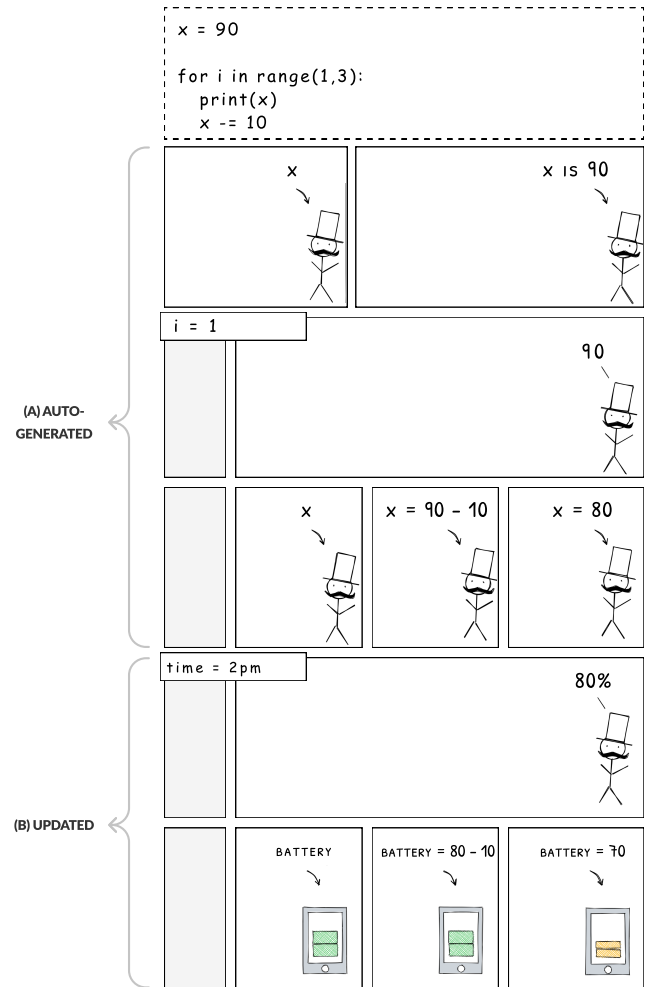 x = 90
for i in range(1,3):
print(x)
x -= 10
x
x is 90
(A) AUTO-
GENERATED
i = 1
90
x
x = 90 - 10
x = 80
(B) UPDATED
time = 2pm
80%
BATTERY
BATTERY = 80 - 10
BATTERY = 70